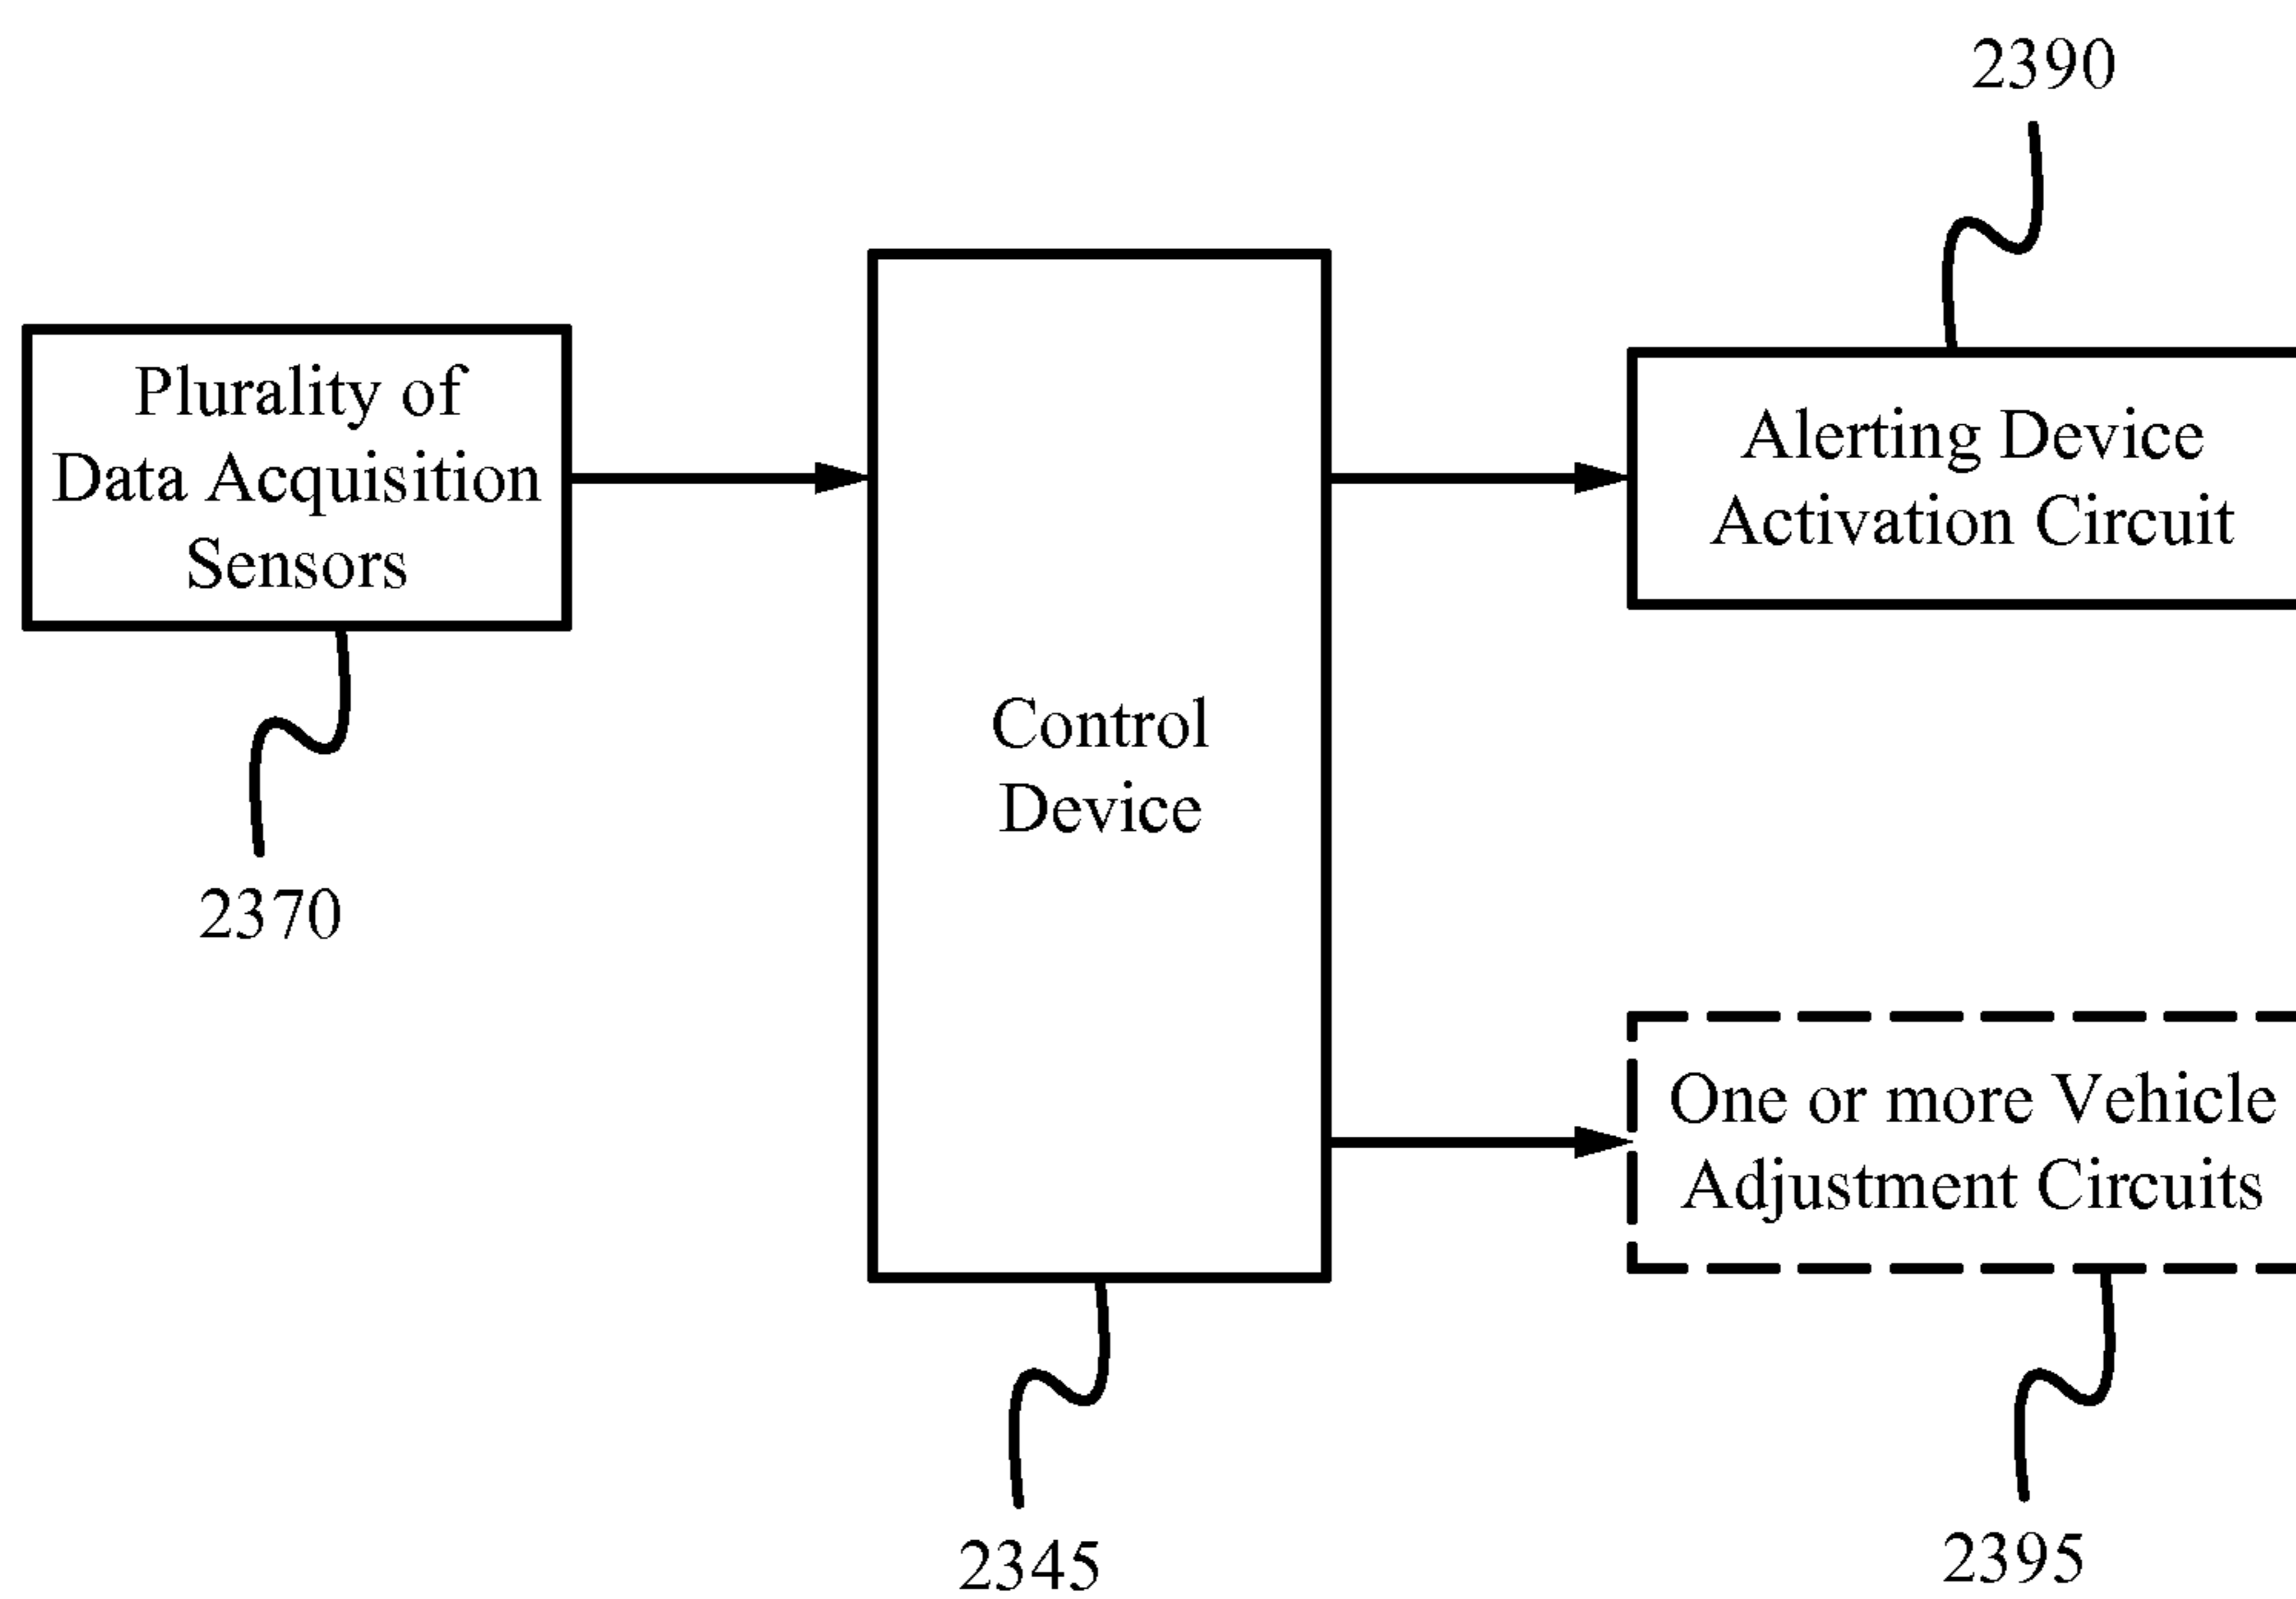 2390
Plurality of
Data Acquisition
Sensors
Alerting Device
Activation Circuit
Control
Device
2370
One or more Vehicle
Adjustment Circuits
2345
2395